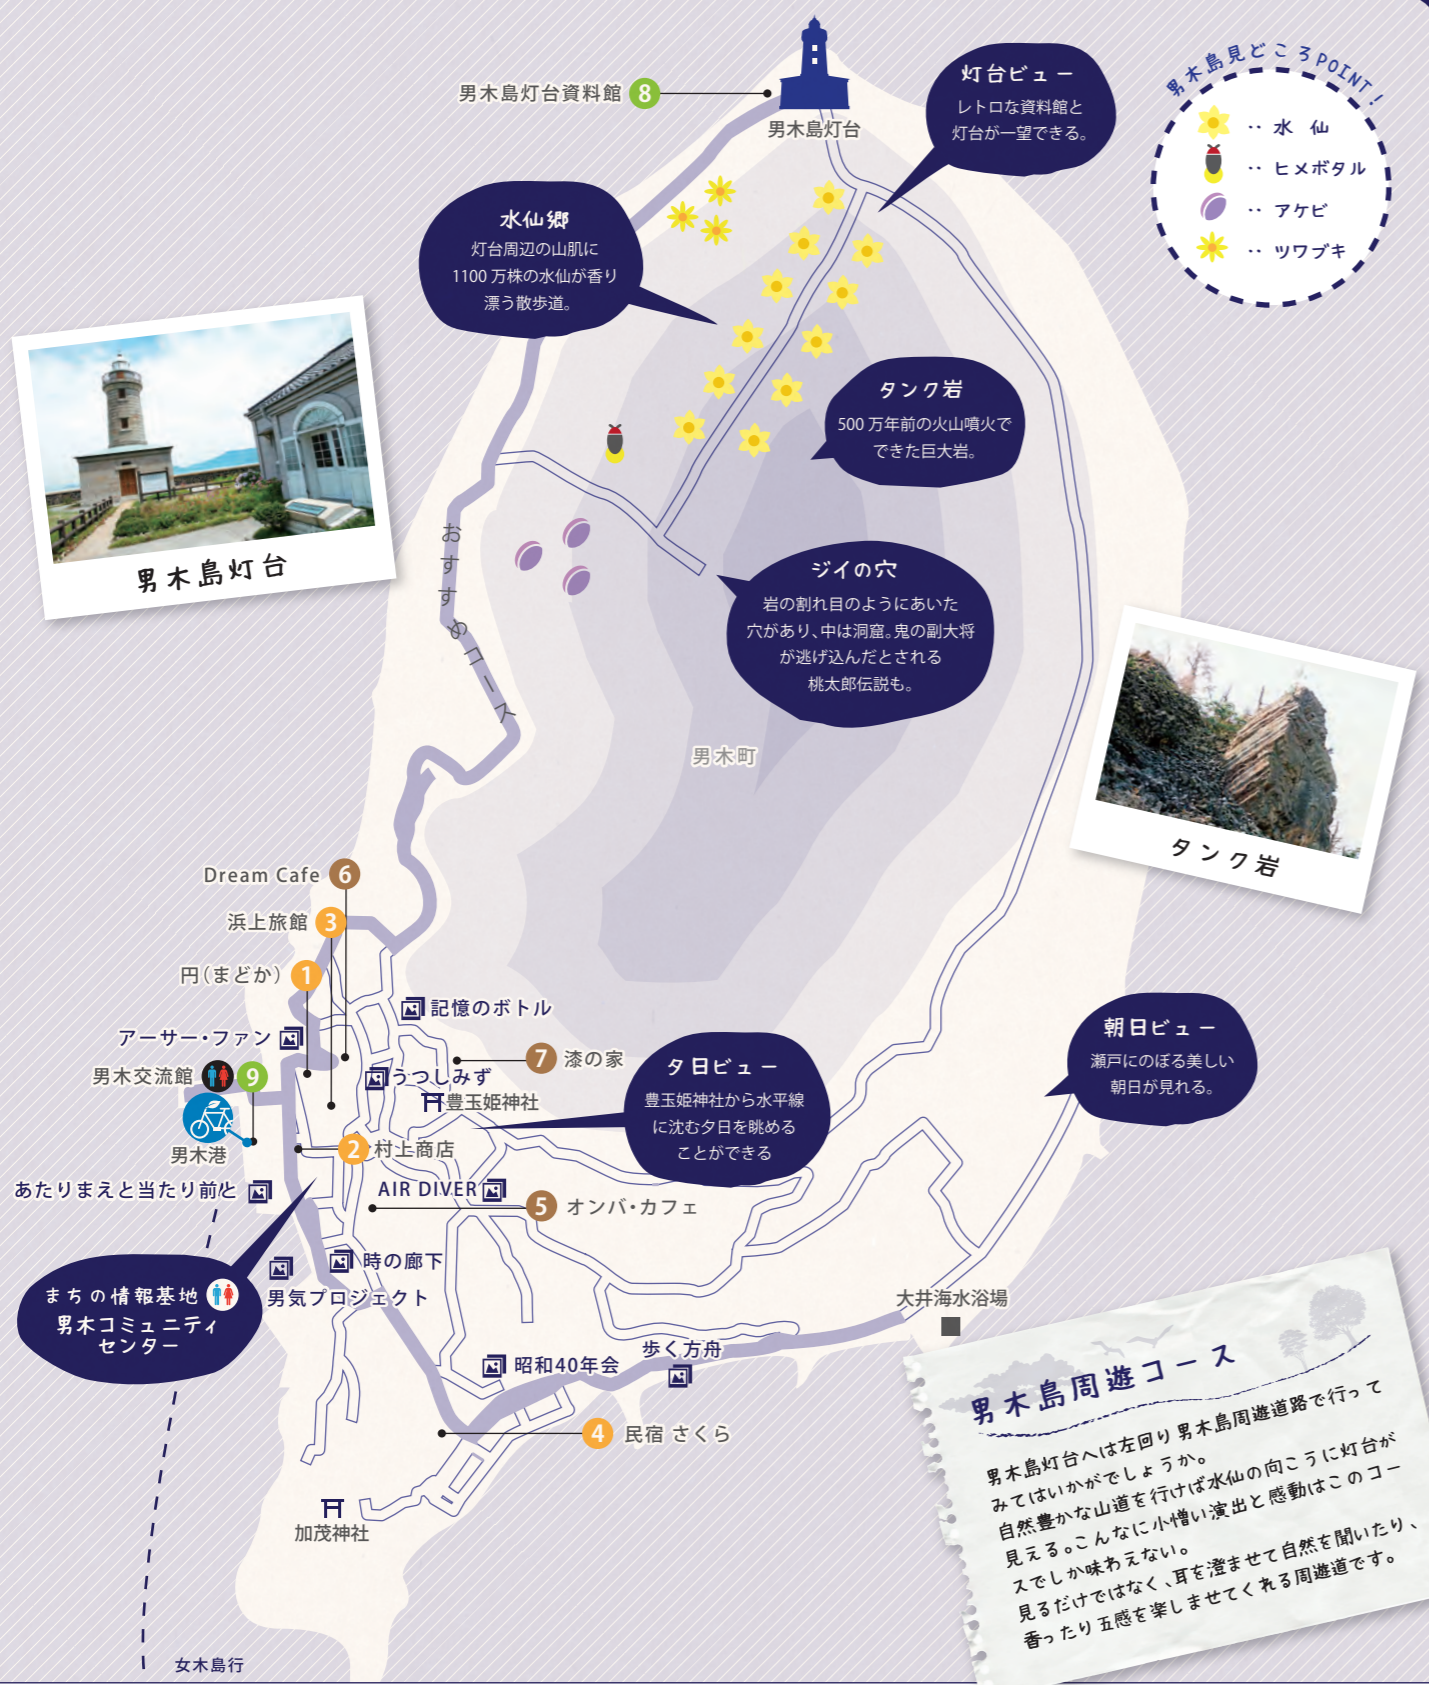 男木島見どころPOINT！
‥ 水　仙
‥ ヒメボタル
‥ アケビ
‥ ツワブキ
男木島灯台資料館 8
男木島灯台
灯台ビュー
レトロな資料館と
灯台が一望できる。
水仙郷
灯台周辺の山肌に
1100 万株の水仙が香り
漂う散歩道。
タンク岩
500 万年前の火山噴火で
できた巨大岩。
男木島灯台
おすすめコース
ジイの穴
岩の割れ目のようにあいた
穴があり、中は洞窟。鬼の副大将
が逃げ込んだとされる
桃太郎伝説も。
男木町
タンク岩
Dream Cafe 6
浜上旅館 3
円（まどか） 1
記憶のボトル
アーサー・ファン
男木交流館 9
7 漆の家
うつしみず
豊玉姫神社
夕日ビュー
豊玉姫神社から水平線
に沈む夕日を眺める
ことができる
朝日ビュー
瀬戸にのぼる美しい
朝日が見れる。
男木港
2 村上商店
あたりまえと当たり前と
AIR DIVER
5 オンバ・カフェ
まちの情報基地
男木コミュニティ
センター
時の廊下
男気プロジェクト
大井海水浴場
昭和40年会
歩く方舟
4 民宿 さくら
加茂神社
女木島行
男木島周遊コース
男木島灯台へは左回り男木島周遊道路で行って
みてはいかがでしょうか。
自然豊かな山道を行けば水仙の向こうに灯台が
見える。こんなに小憎い演出と感動はこのコー
スでしか味わえない。
見るだけではなく、耳を澄ませて自然を聞いたり、
香ったり五感を楽しませてくれる周遊道です。